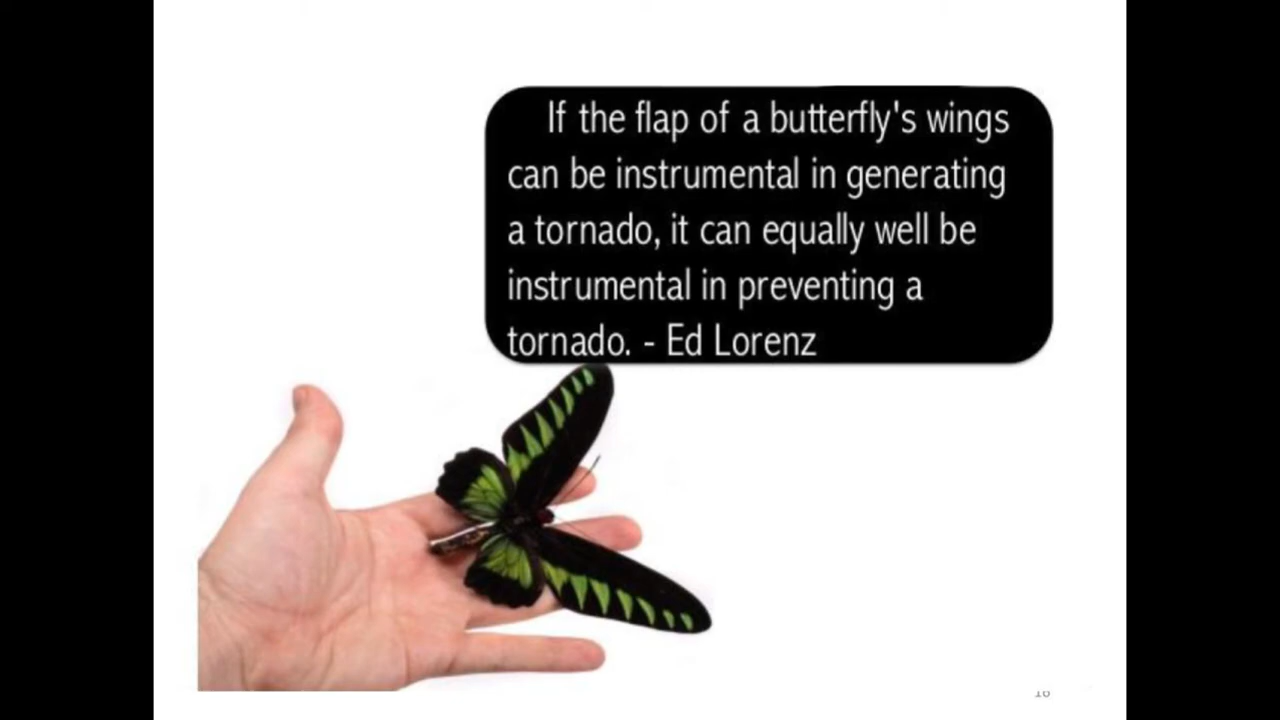 If the flap of a butterfly's wings
can be instrumental in generating
a tornado, it can equally well be
instrumental in preventing a
tornado. - Ed Lorenz